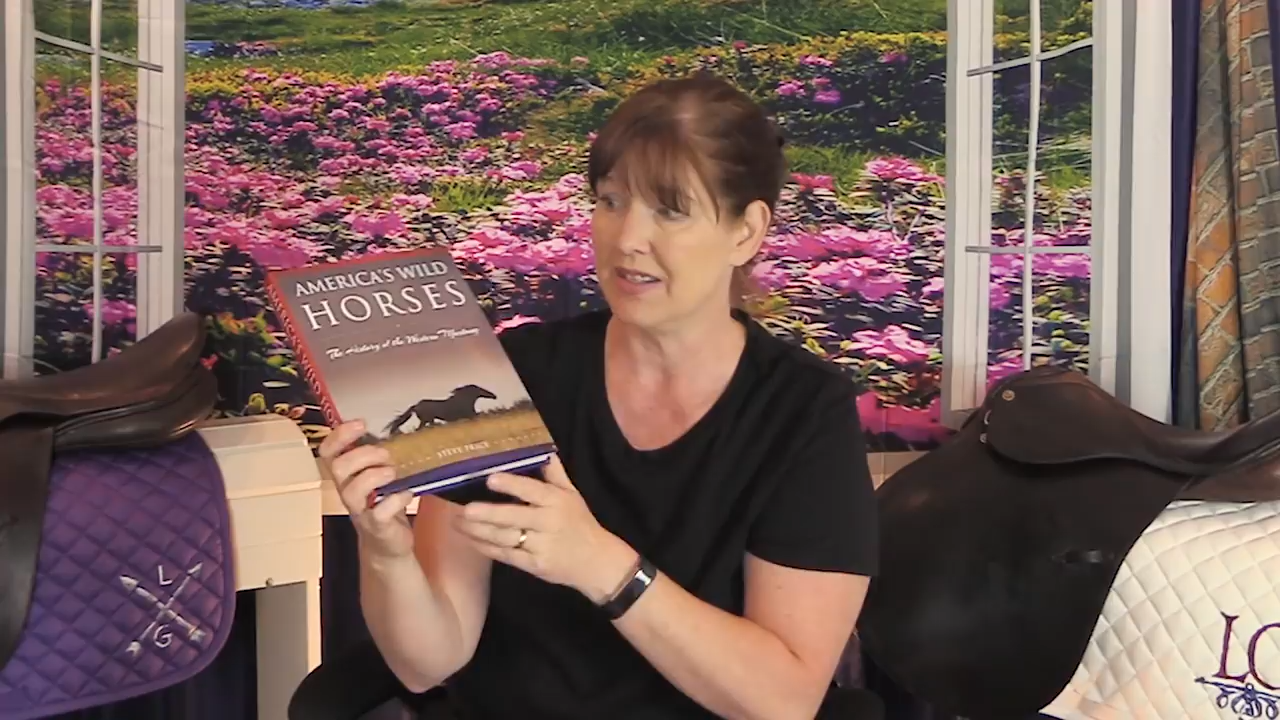 AMERICA'S WILD
HORSES
The History of the Western Mustang
STEVE PRICE
L
G
LG